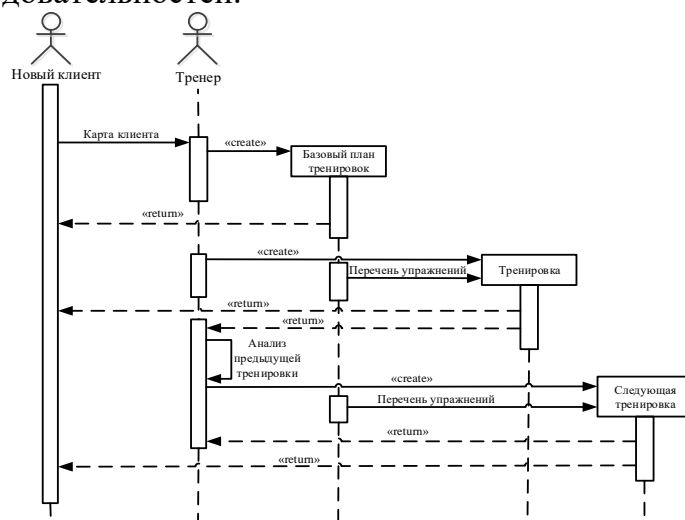 довательностей.
Новый клиент
Тренер
Карта клиента
«create»
Базовый план
тренировок
«return»
«create»
Перечень упражнений
Тренировка
«return»
«return»
Анализ
предыдущей
тренировки
«create»
Следующая
тренировка
Перечень упражнений
«return»
«return»